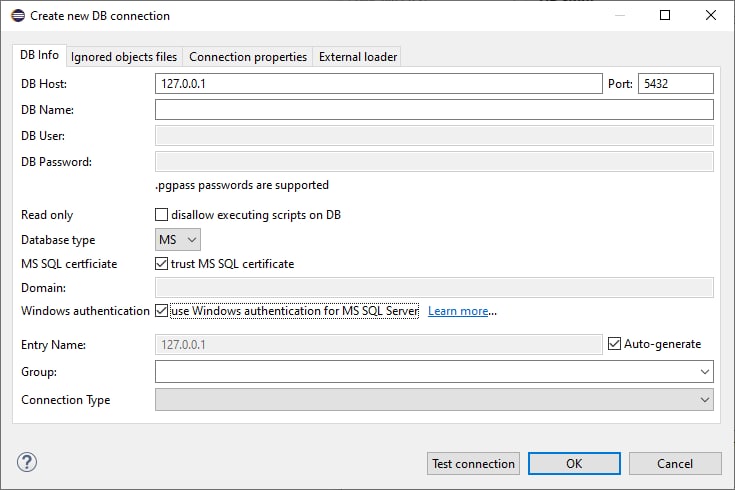 Create new DB connection
DB Info Ignored objects files Connection properties External loader
DB Host: 127.0.0.1 Port: 5432
DB Name:
DB User:
DB Password:
.pgpass passwords are supported
Read only disallow executing scripts on DB
Database type MS
MS SQL certficiate trust MS SQL certificate
Domain:
Windows authentication use Windows authentication for MS SQL Server Learn more...
Entry Name: 127.0.0.1 Auto-generate
Group:
Connection Type
? Test connection OK Cancel